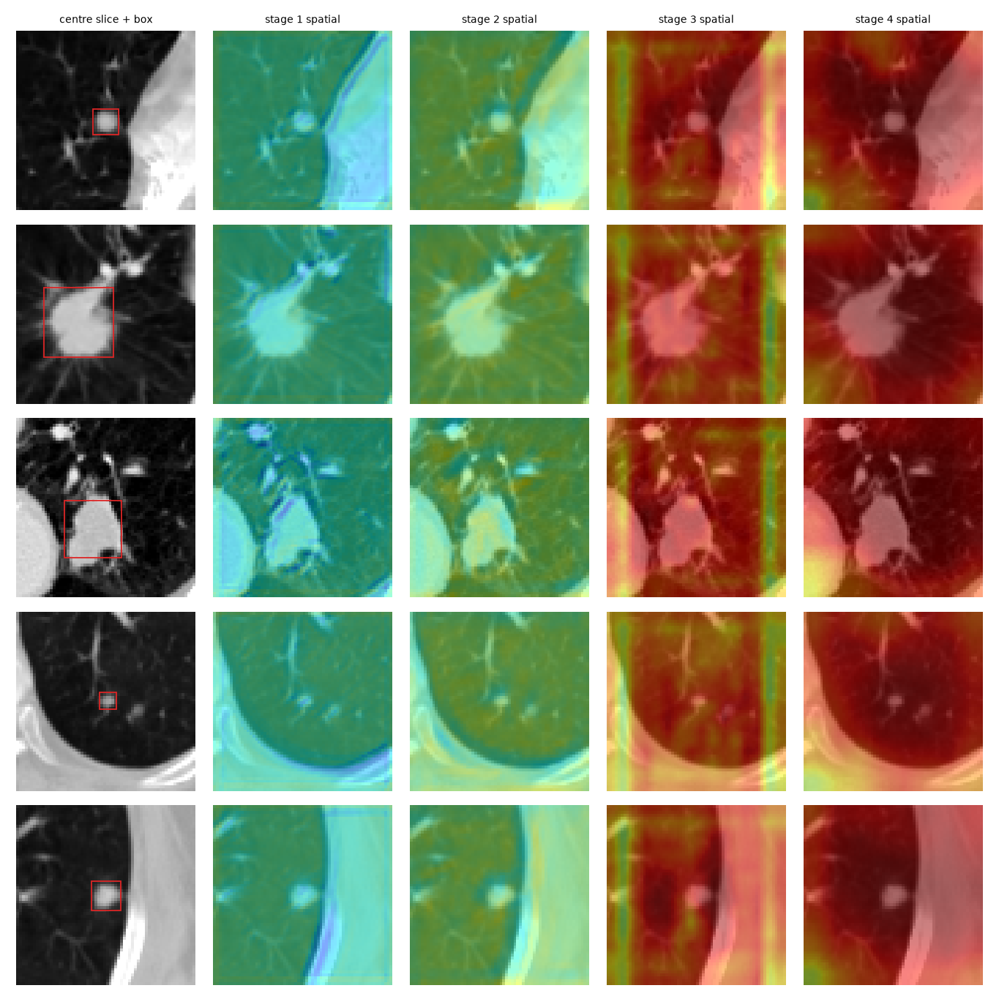 centre slice + box
stage 1 spatial
stage 2 spatial
stage 3 spatial
stage 4 spatial